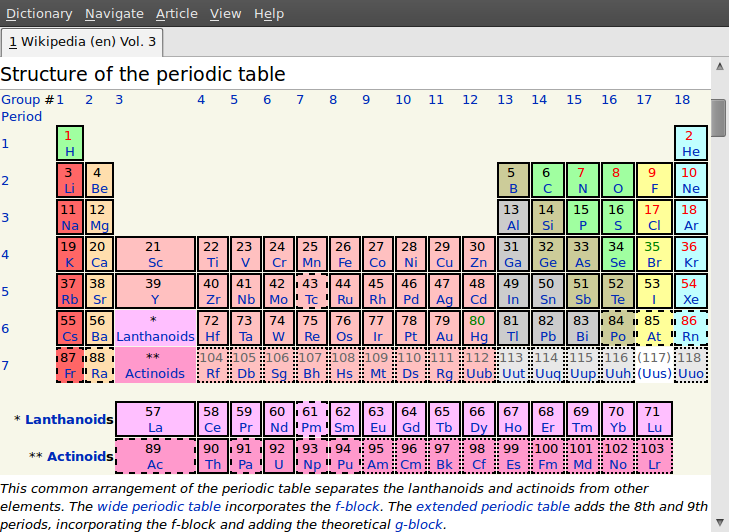 Dictionary Navigate Article View Help
1 Wikipedia (en) Vol. 3
Structure of the periodic table
Group # 1 2 3 4 5 6 7 8 9 10 11 12 13 14 15 16 17 18
Period
1 1 H 2 He
2 3 Li 4 Be 5 B 6 C 7 N 8 O 9 F 10 Ne
3 11 Na 12 Mg 13 Al 14 Si 15 P 16 S 17 Cl 18 Ar
4 19 K 20 Ca 21 Sc 22 Ti 23 V 24 Cr 25 Mn 26 Fe 27 Co 28 Ni 29 Cu 30 Zn 31 Ga 32 Ge 33 As 34 Se 35 Br 36 Kr
5 37 Rb 38 Sr 39 Y 40 Zr 41 Nb 42 Mo 43 Tc 44 Ru 45 Rh 46 Pd 47 Ag 48 Cd 49 In 50 Sn 51 Sb 52 Te 53 I 54 Xe
6 55 Cs 56 Ba * Lanthanoids 72 Hf 73 Ta 74 W 75 Re 76 Os 77 Ir 78 Pt 79 Au 80 Hg 81 Tl 82 Pb 83 Bi 84 Po 85 At 86 Rn
7 87 Fr 88 Ra ** Actinoids 104 Rf 105 Db 106 Sg 107 Bh 108 Hs 109 Mt 110 Ds 111 Rg 112 Uub 113 Uut 114 Uuq 115 Uup 116 Uuh (117) (Uus) 118 Uuo
* Lanthanoids 57 La 58 Ce 59 Pr 60 Nd 61 Pm 62 Sm 63 Eu 64 Gd 65 Tb 66 Dy 67 Ho 68 Er 69 Tm 70 Yb 71 Lu
** Actinoids 89 Ac 90 Th 91 Pa 92 U 93 Np 94 Pu 95 Am 96 Cm 97 Bk 98 Cf 99 Es 100 Fm 101 Md 102 No 103 Lr
This common arrangement of the periodic table separates the lanthanoids and actinoids from other
elements. The wide periodic table incorporates the f-block. The extended periodic table adds the 8th and 9th
periods, incorporating the f-block and adding the theoretical g-block.